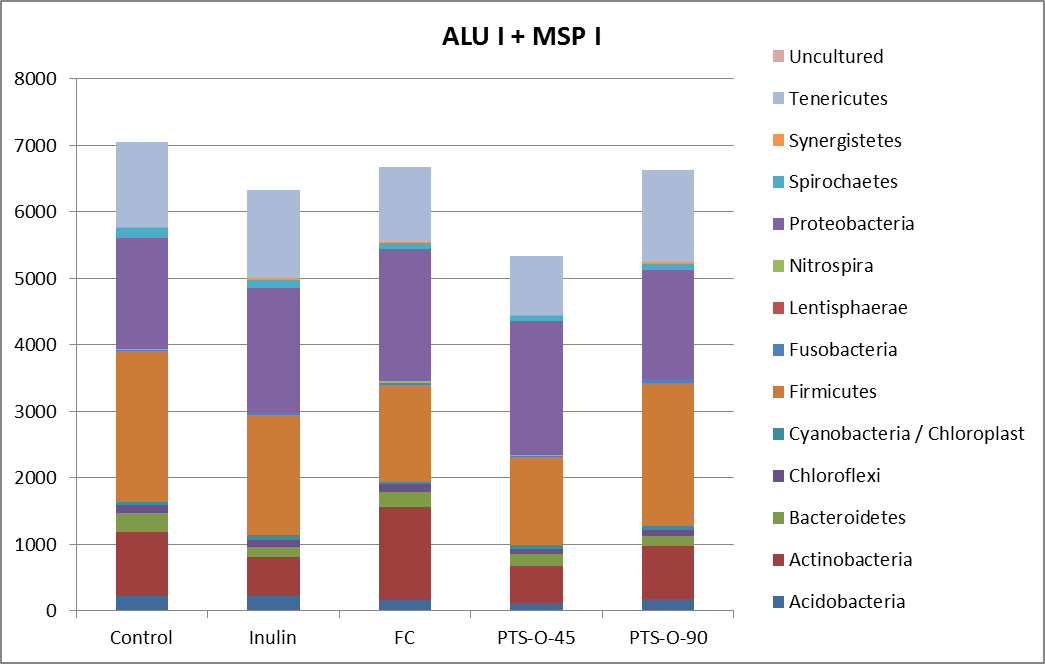 ALU I + MSP I
8000
7000
6000
5000
4000
3000
2000
1000
0
Control
Inulin
FC
PTS-O-45
PTS-O-90
Uncultured
Tenericutes
Synergistetes
Spirochaetes
Proteobacteria
Nitrospira
Lentisphaerae
Fusobacteria
Firmicutes
Cyanobacteria / Chloroplast
Chloroflexi
Bacteroidetes
Actinobacteria
Acidobacteria